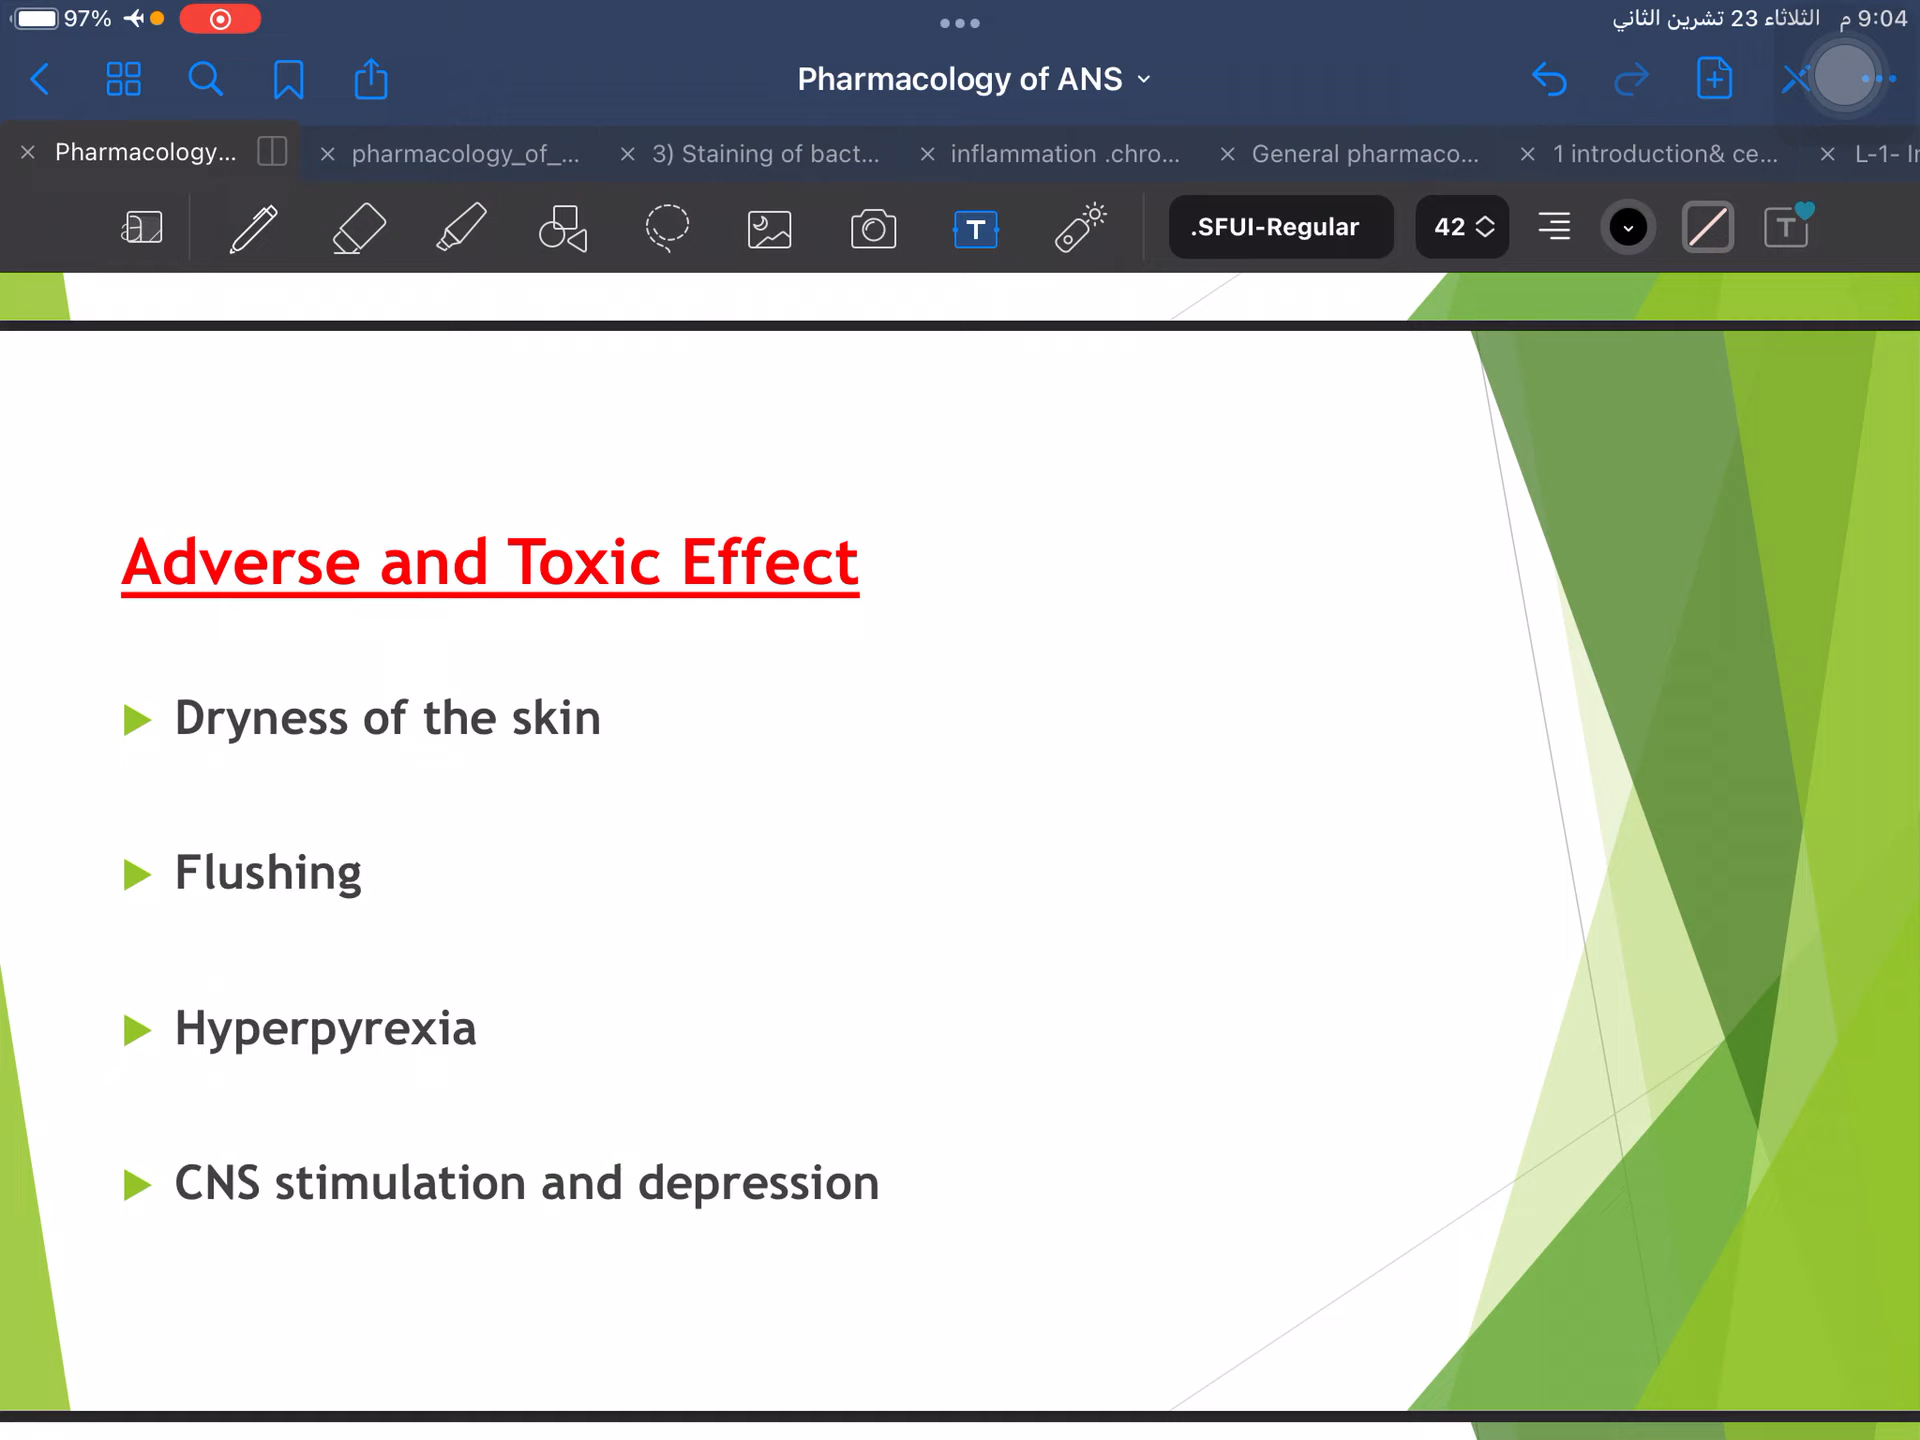 97%
9:04 م الثلاثاء 23 تشرين الثاني
Pharmacology of ANS
Pharmacology...
pharmacology_of_...
3) Staining of bact...
inflammation .chro...
General pharmaco...
1 introduction& ce...
L-1- Ir
.SFUI-Regular
42
Adverse and Toxic Effect
Dryness of the skin
Flushing
Hyperpyrexia
CNS stimulation and depression